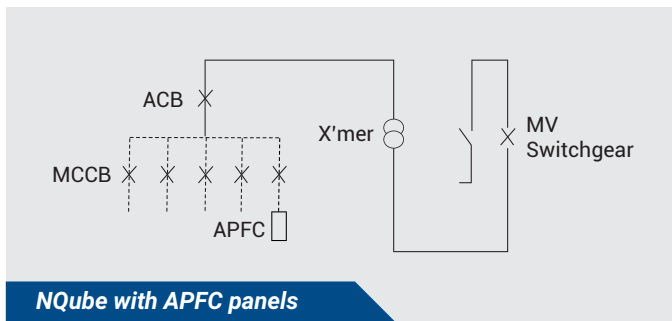 ACB
X'mer
MV
Switchgear
MCCB
APFC
NQube with APFC panels